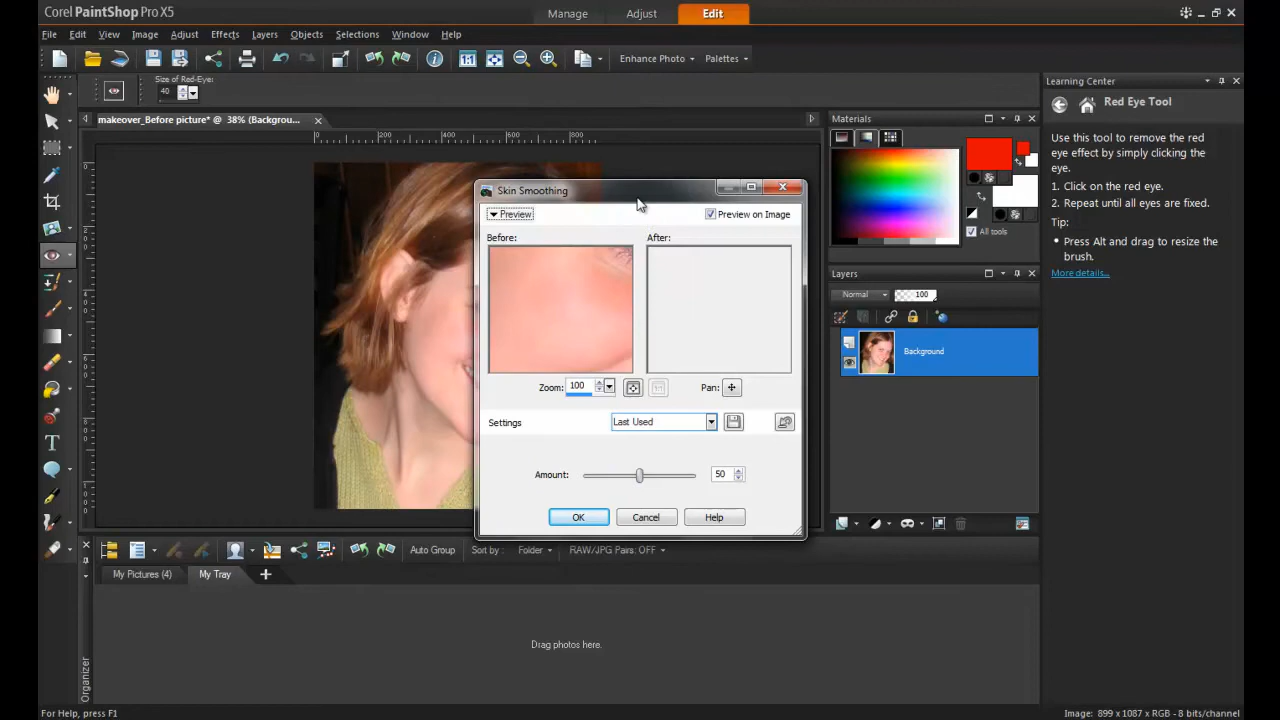 Corel PaintShop Pro X5
Manage
Adjust
Edit
File
Edit
View
Image
Adjust
Effects
Layers
Objects
Selections
Window
Help
Enhance Photo
Palettes
Size of Red-Eye:
40
makeover_Before picture* @ 38% (Backgrou...
0
200
400
600
800
Skin Smoothing
Preview
Preview on Image
Before:
After:
Zoom:
100
Pan:
Settings
Last Used
Amount:
50
OK
Cancel
Help
Materials
All tools
Layers
Normal
100
Background
Learning Center
Red Eye Tool
Use this tool to remove the red
eye effect by simply clicking the
eye.
1. Click on the red eye.
2. Repeat until all eyes are fixed.
Tip:
• Press Alt and drag to resize the
brush.
More details...
Auto Group
Sort by:
Folder
RAW/JPG Pairs: OFF
My Pictures (4)
My Tray
Drag photos here.
Organizer
For Help, press F1
Image: 899 x 1087 x RGB - 8 bits/channel